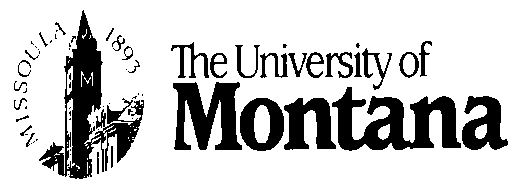 MISSOULA 1893
M
The University of
Montana